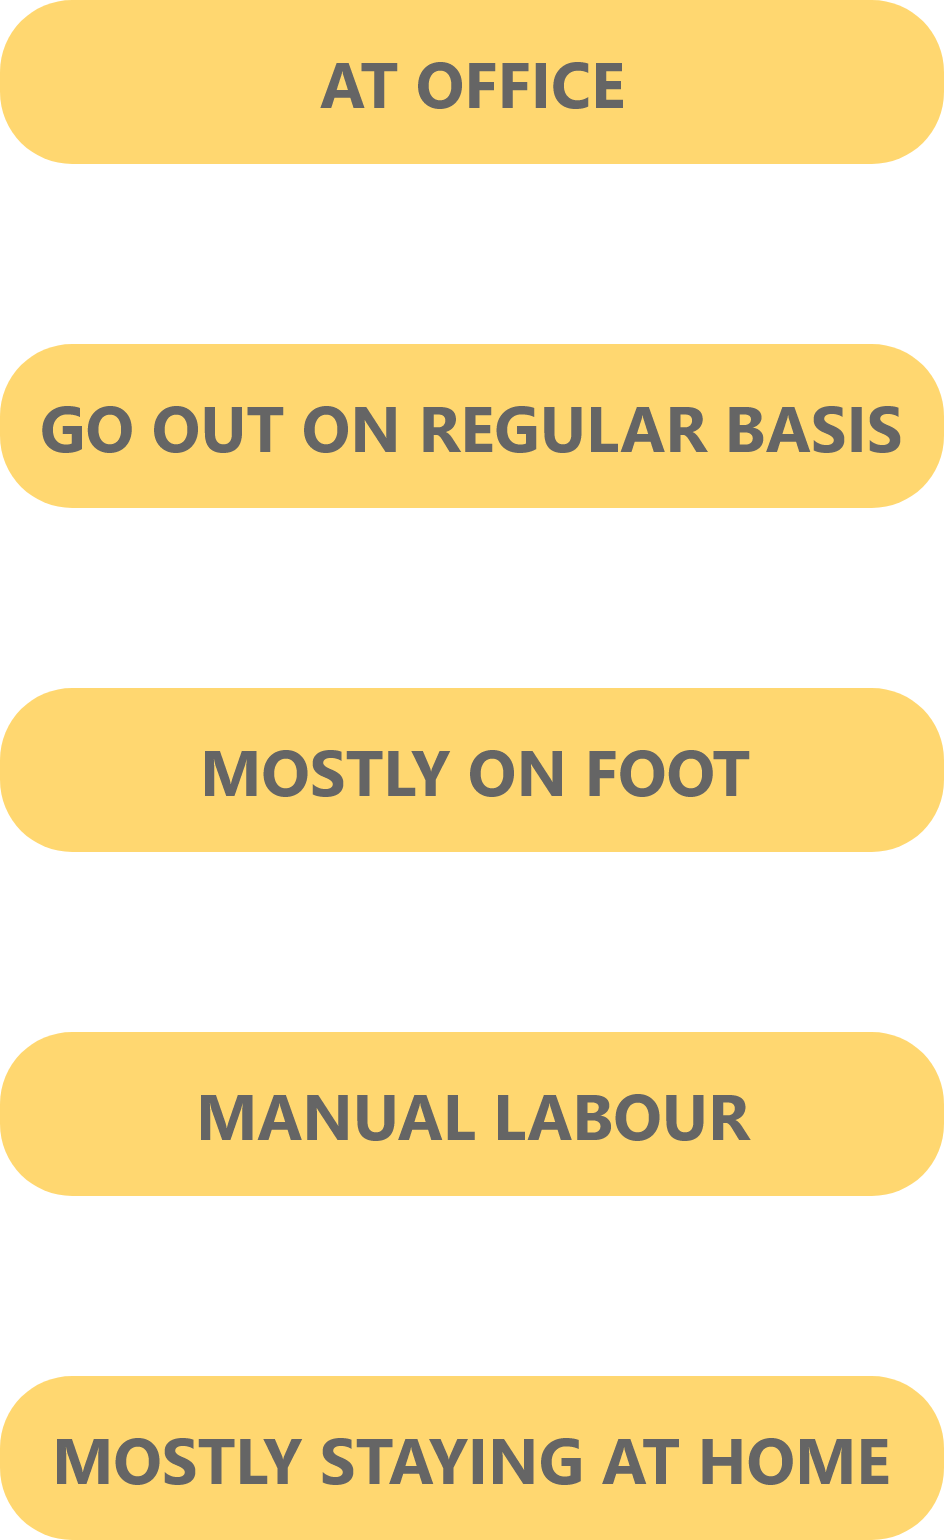 AT OFFICE
GO OUT ON REGULAR BASIS
MOSTLY ON FOOT
MANUAL LABOUR
MOSTLY STAYING AT HOME